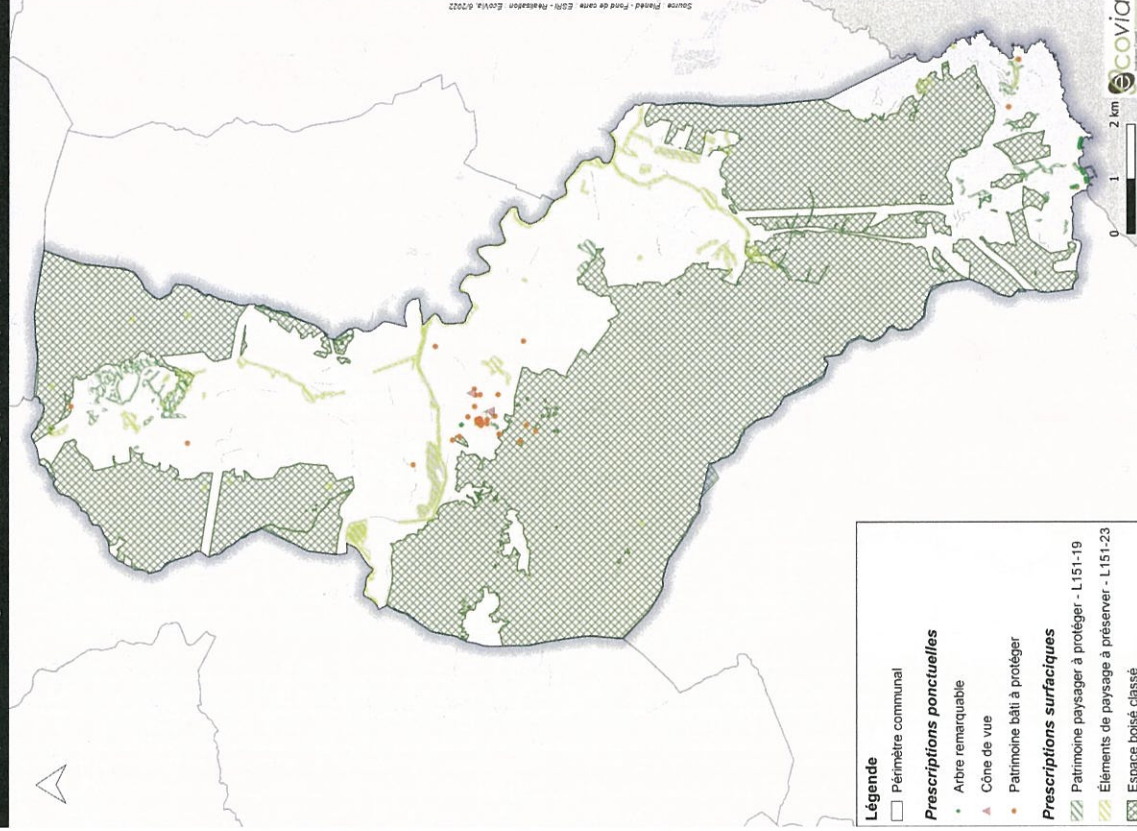 Source : Planed - Fond de carte : ESRI - Réalisation : EcoVia, 6/2022
écovia
0 1 2 km
Légende
Périmètre communal
Prescriptions ponctuelles
Arbre remarquable
Cône de vue
Patrimoine bâti à protéger
Prescriptions surfaciques
Patrimoine paysager à protéger - L151-19
Éléments de paysage à préserver - L151-23
Espace boisé classé